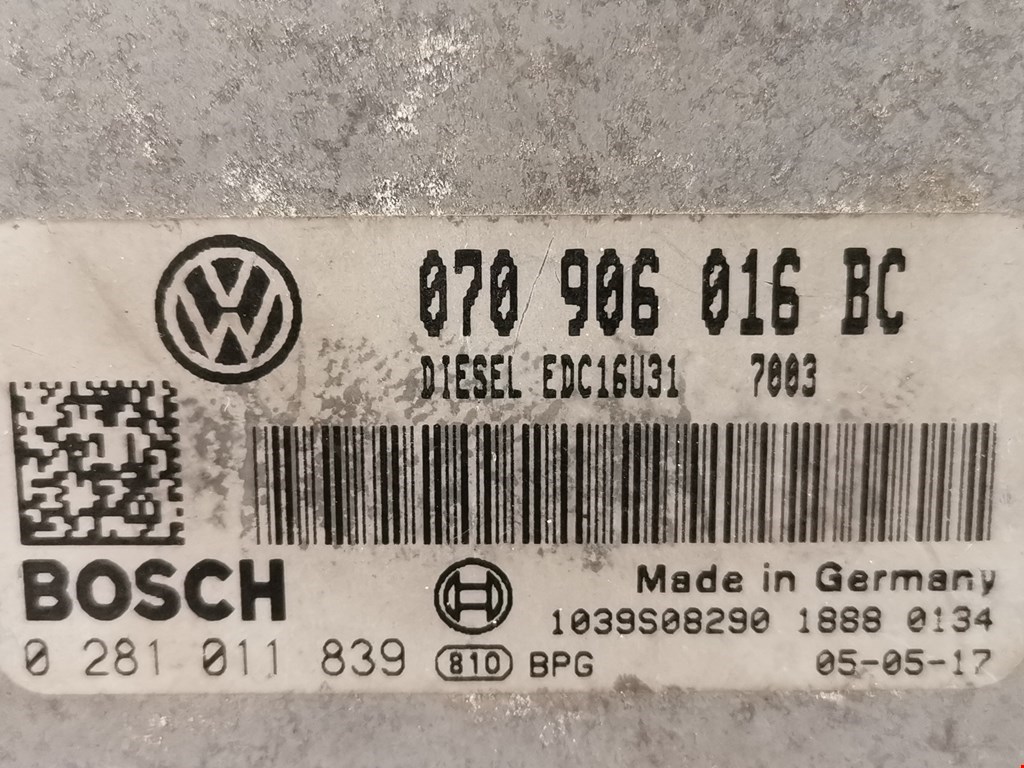 070 906 016 BC
DIESEL EDC16U31 7003
BOSCH
Made in Germany
1039S08290 1888 0134
0 281 011 839 810 BPG 05-05-17